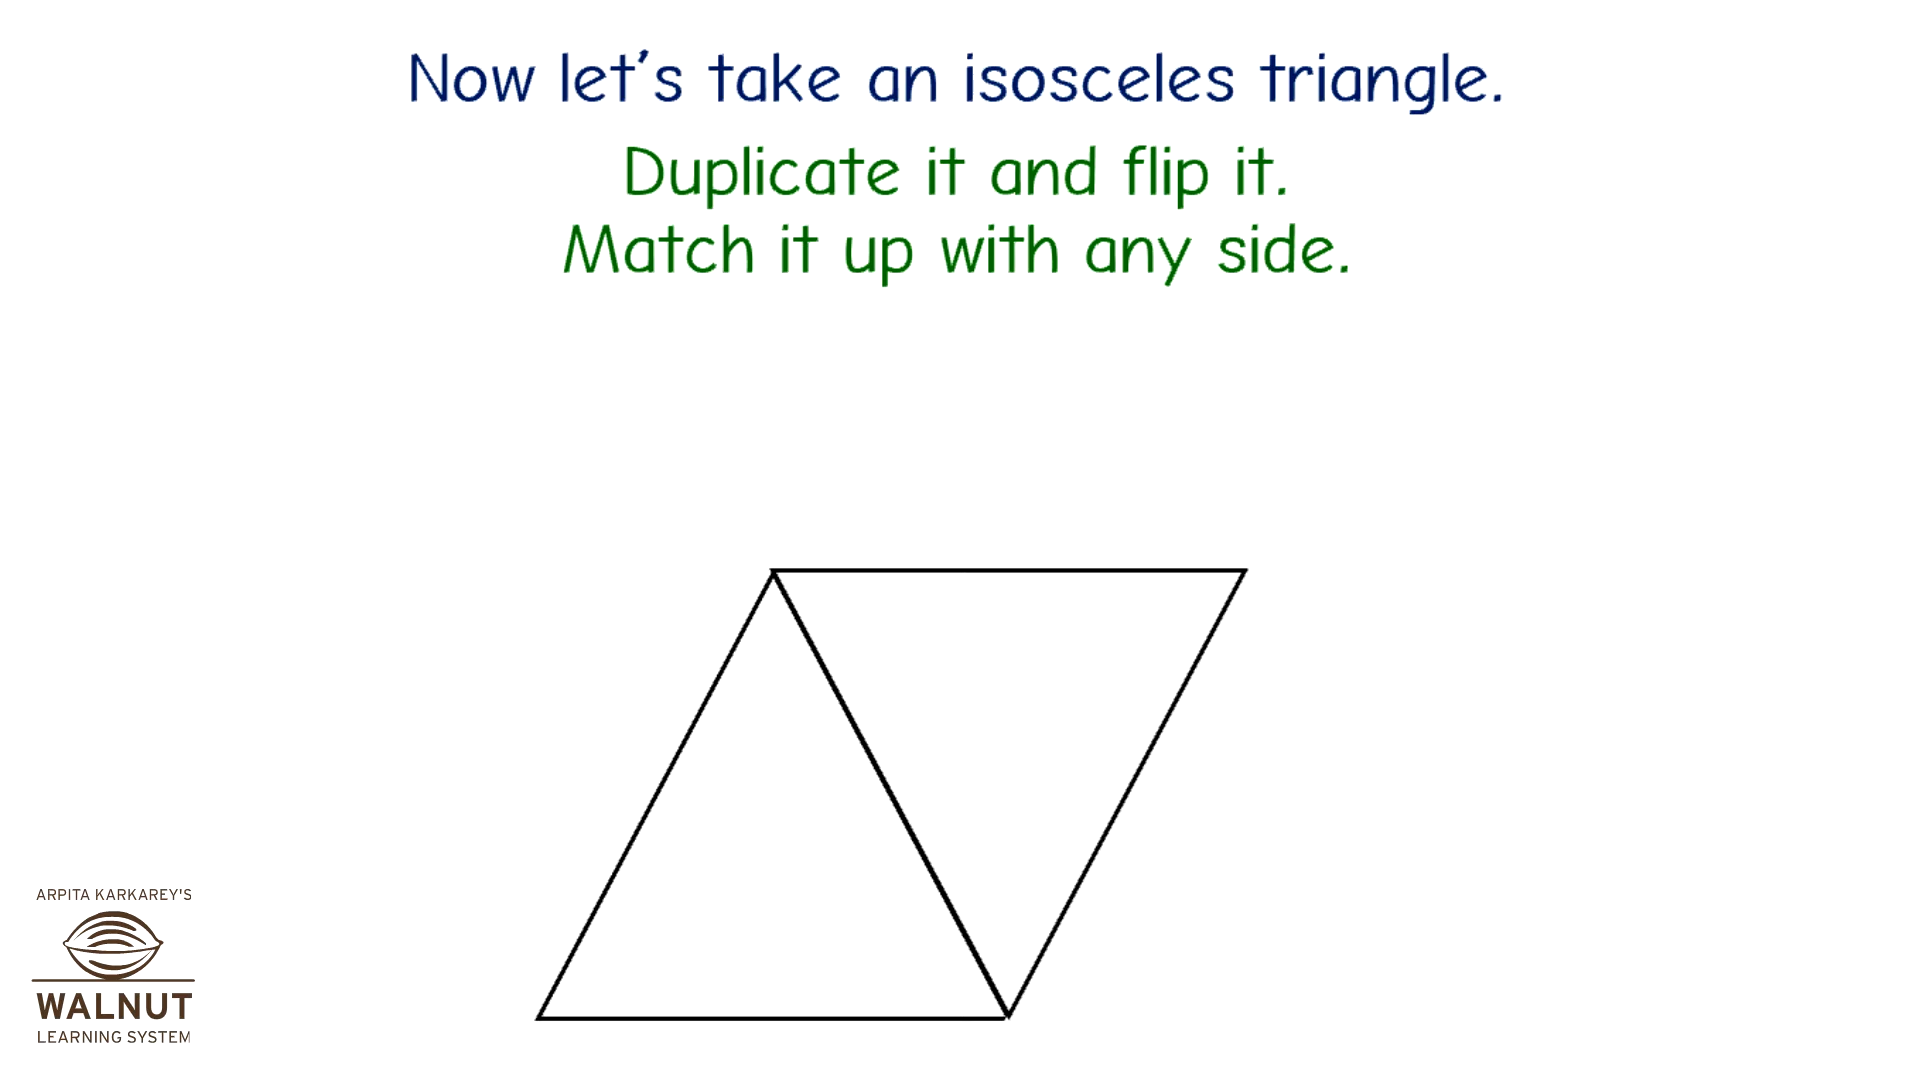 Now let’s take an isosceles triangle.
Duplicate it and flip it.
Match it up with any side.
ARPITA KARKAREY'S
WALNUT
LEARNING SYSTEM